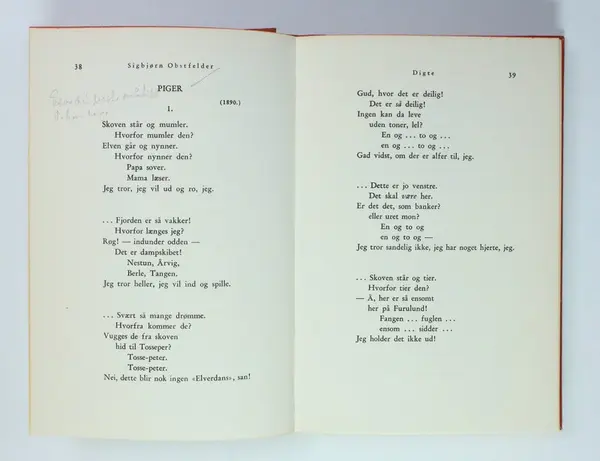 38
Sigbjørn Obstfelder
PIGER
1.
(1890.)
Skoven står og mumler.
Hvorfor mumler den?
Elven går og nynner.
Hvorfor nynner den?
Papa sover.
Mama læser.
Jeg tror, jeg vil ud og ro, jeg.
... Fjorden er så vakker!
Hvorfor længes jeg?
Røg! — indunder odden —
Det er dampskibet!
Nestun, Årvig,
Berle, Tangen.
Jeg tror heller, jeg vil ind og spille.
... Svært så mange drømme.
Hvorfra kommer de?
Vugges de fra skoven
hid til Tosseper?
Tosse-peter.
Tosse-peter.
Nei, dette blir nok ingen «Elverdans», san!
Digte
39
Gud, hvor det er deilig!
Det er så deilig!
Ingen kan da leve
uden toner, lel?
En og ... to og ...
en og ... to og ...
Gad vidst, om der er alfer til, jeg.
... Dette er jo venstre.
Det skal være her.
Er det det, som banker?
eller uret mon?
En og to og
en og to og —
Jeg tror sandelig ikke, jeg har noget hjerte, jeg.
... Skoven står og tier.
Hvorfor tier den?
— Å, her er så ensomt
her på Furulund!
Fangen ... fuglen ...
ensom ... sidder ...
Jeg holder det ikke ud!